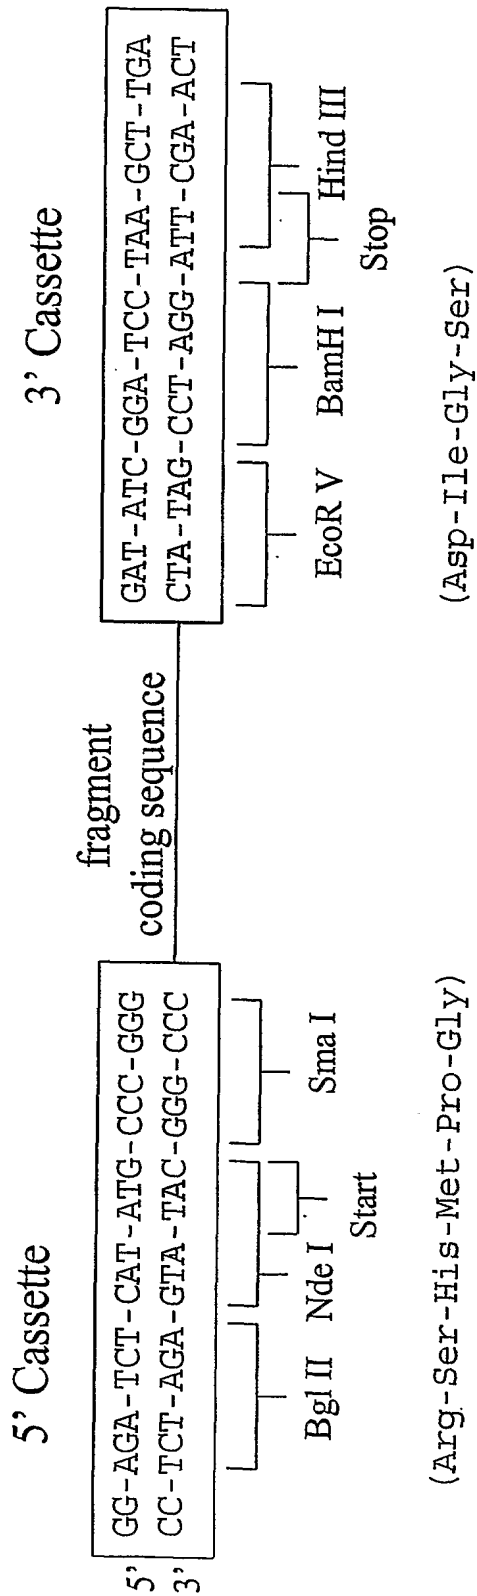 5' Cassette
5' GG-AGA-TCT-CAT-ATG-CCC-GGG
3' CC-TCT-AGA-GTA-TAC-GGG-CCC
Bgl II Nde I Sma I
Start
(Arg-Ser-His-Met-Pro-Gly)
fragment
coding sequence
3' Cassette
GAT-ATC-GGA-TCC-TAA-GCT-TGA
CTA-TAG-CCT-AGG-ATT-CGA-ACT
EcoR V BamH I Hind III
Stop
(Asp-Ile-Gly-Ser)